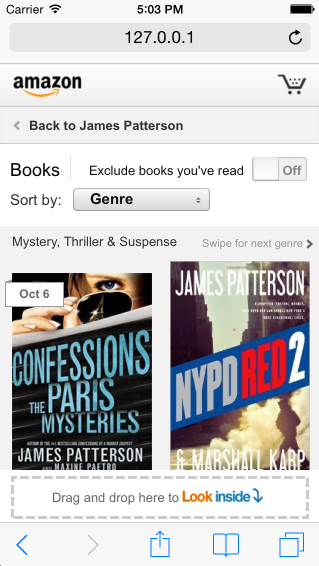 Carrier 5:03 PM
127.0.0.1
amazon
Back to James Patterson
Books Exclude books you've read Off
Sort by: Genre
Mystery, Thriller & Suspense Swipe for next genre
Oct 6
CONFESSIONS
THE PARIS
MYSTERIES
JAMES PATTERSON
AND MAXINE PAETRO
JAMES PATTERSON
NYPD RED 2
& MARSHALL KARP
Drag and drop here to Look inside